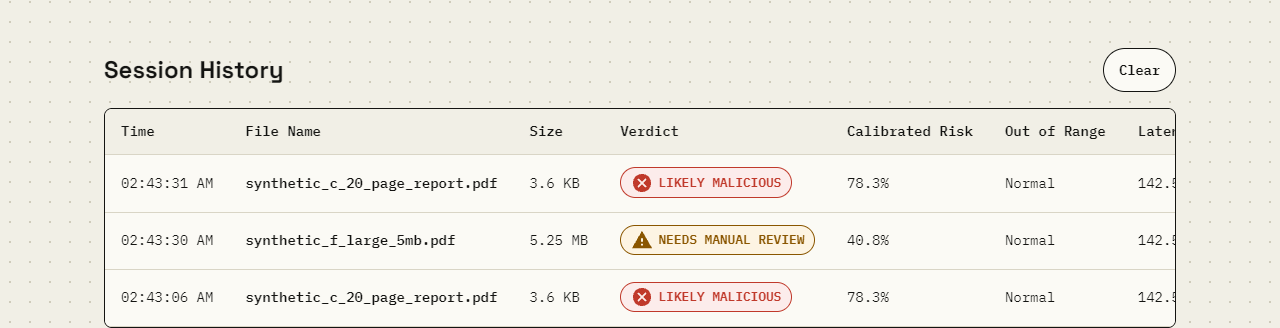 Session History
Clear
Time File Name Size Verdict Calibrated Risk Out of Range
02:43:31 AM synthetic_c_20_page_report.pdf 3.6 KB LIKELY MALICIOUS 78.3% Normal
02:43:30 AM synthetic_f_large_5mb.pdf 5.25 MB NEEDS MANUAL REVIEW 40.8% Normal
02:43:06 AM synthetic_c_20_page_report.pdf 3.6 KB LIKELY MALICIOUS 78.3% Normal